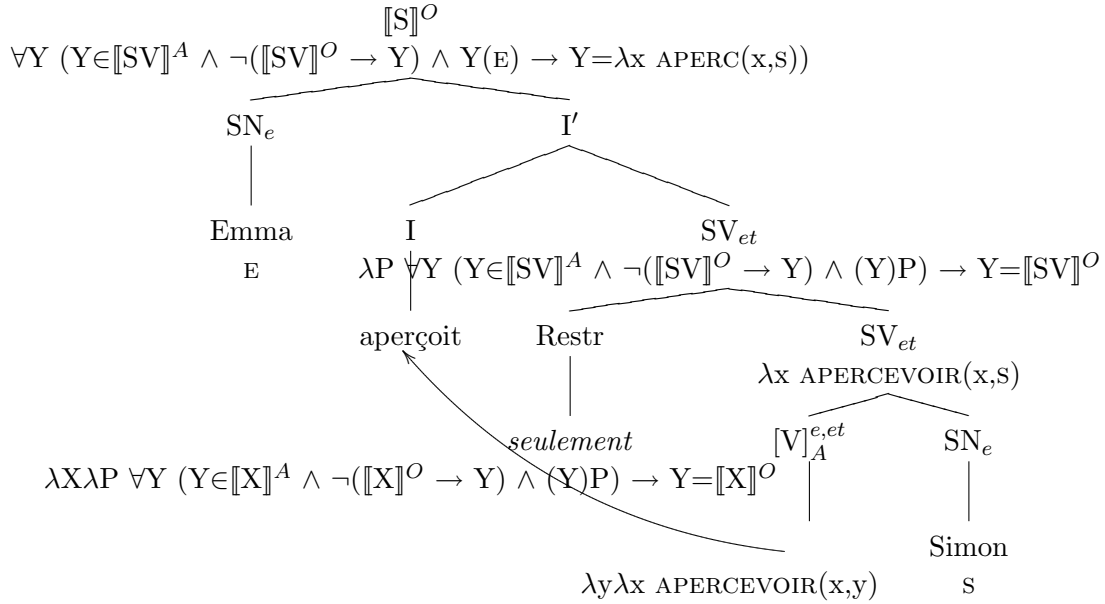 ⟦S⟧^O
∀Y (Y∈⟦SV⟧^A ∧ ¬(⟦SV⟧^O → Y) ∧ Y(E) → Y=λx APERC(x,S))
SN_e I′
Emma I SV_et
E λP ∀Y (Y∈⟦SV⟧^A ∧ ¬(⟦SV⟧^O → Y) ∧ (Y)P) → Y=⟦SV⟧^O
aperçoit Restr SV_et
λx APERCEVOIR(x,S)
seulement [V]_A^{e,et} SN_e
λXλP ∀Y (Y∈⟦X⟧^A ∧ ¬(⟦X⟧^O → Y) ∧ (Y)P) → Y=⟦X⟧^O
Simon
λyλx APERCEVOIR(x,y) S